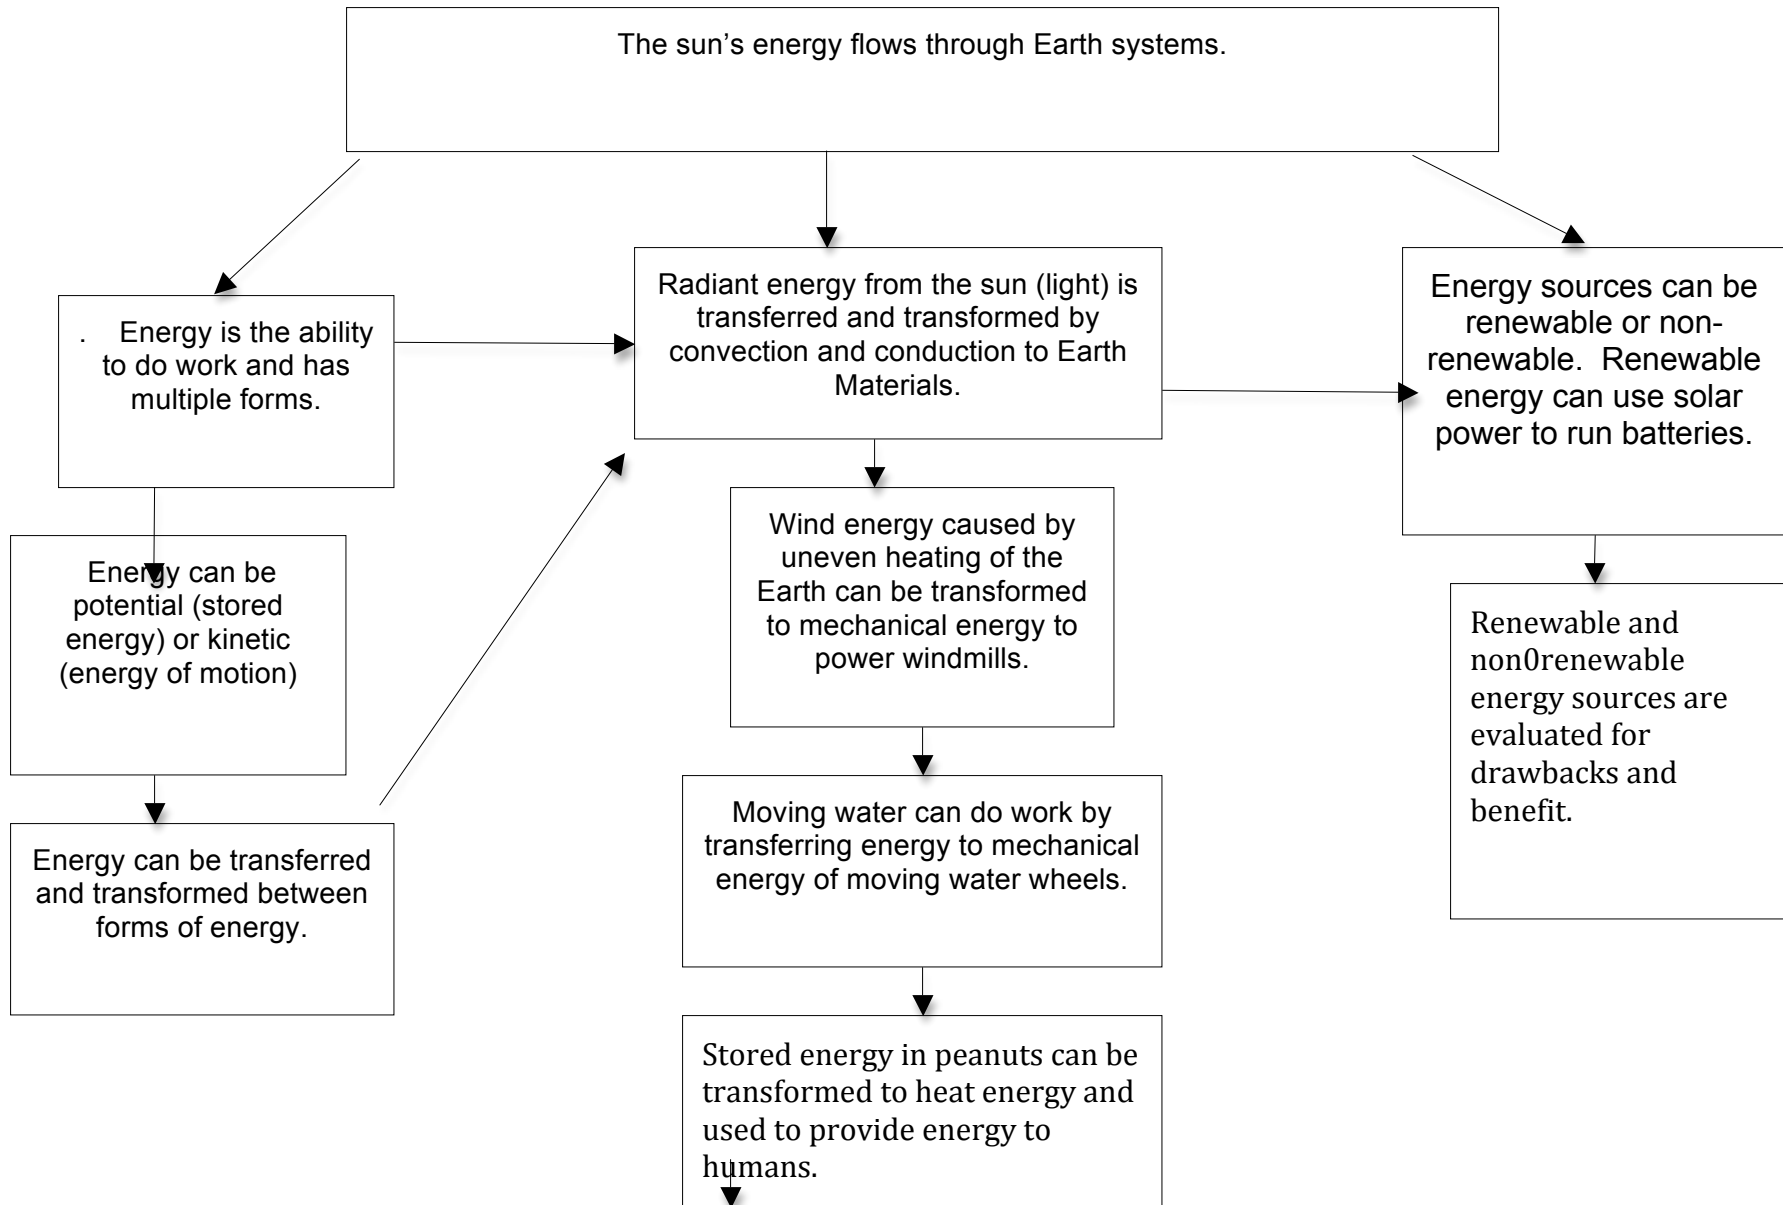 The sun’s energy flows through Earth systems.
. Energy is the ability
to do work and has
multiple forms.
Energy can be
potential (stored
energy) or kinetic
(energy of motion)
Energy can be transferred
and transformed between
forms of energy.
Radiant energy from the sun (light) is
transferred and transformed by
convection and conduction to Earth
Materials.
Wind energy caused by
uneven heating of the
Earth can be transformed
to mechanical energy to
power windmills.
Moving water can do work by
transferring energy to mechanical
energy of moving water wheels.
Stored energy in peanuts can be
transformed to heat energy and
used to provide energy to
humans.
Energy sources can be
renewable or non-
renewable. Renewable
energy can use solar
power to run batteries.
Renewable and
non0renewable
energy sources are
evaluated for
drawbacks and
benefit.